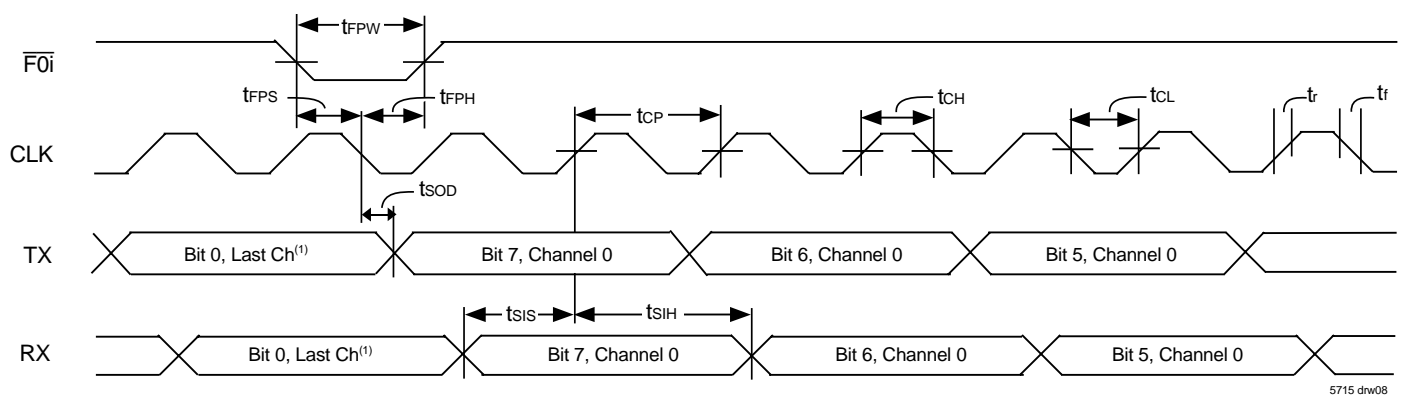 tFPW
F0i
tFPS
tFPH
tCP
tCH
tCL
tr
tf
CLK
tSOD
TX
Bit 0, Last Ch(1)
Bit 7, Channel 0
Bit 6, Channel 0
Bit 5, Channel 0
tSIS
tSIH
RX
Bit 0, Last Ch(1)
Bit 7, Channel 0
Bit 6, Channel 0
Bit 5, Channel 0
5715 drw08